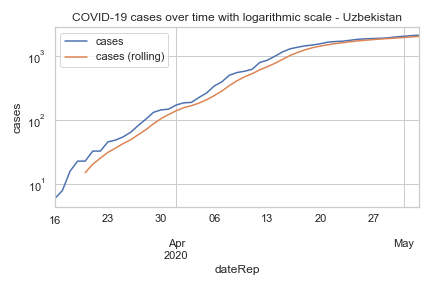 COVID-19 cases over time with logarithmic scale - Uzbekistan
cases
cases (rolling)
10³
10²
10¹
cases
16
23
30
06
13
20
27
Apr
2020
May
dateRep